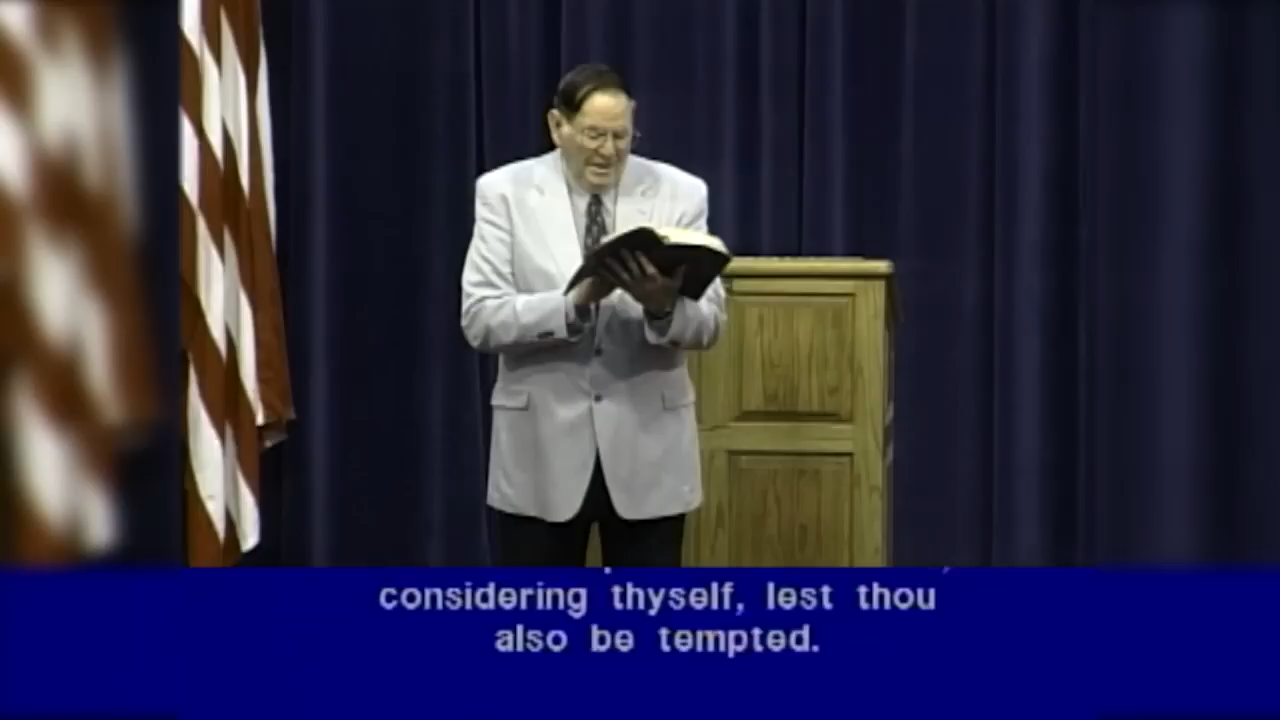 considering thyself, lest thou
also be tempted.